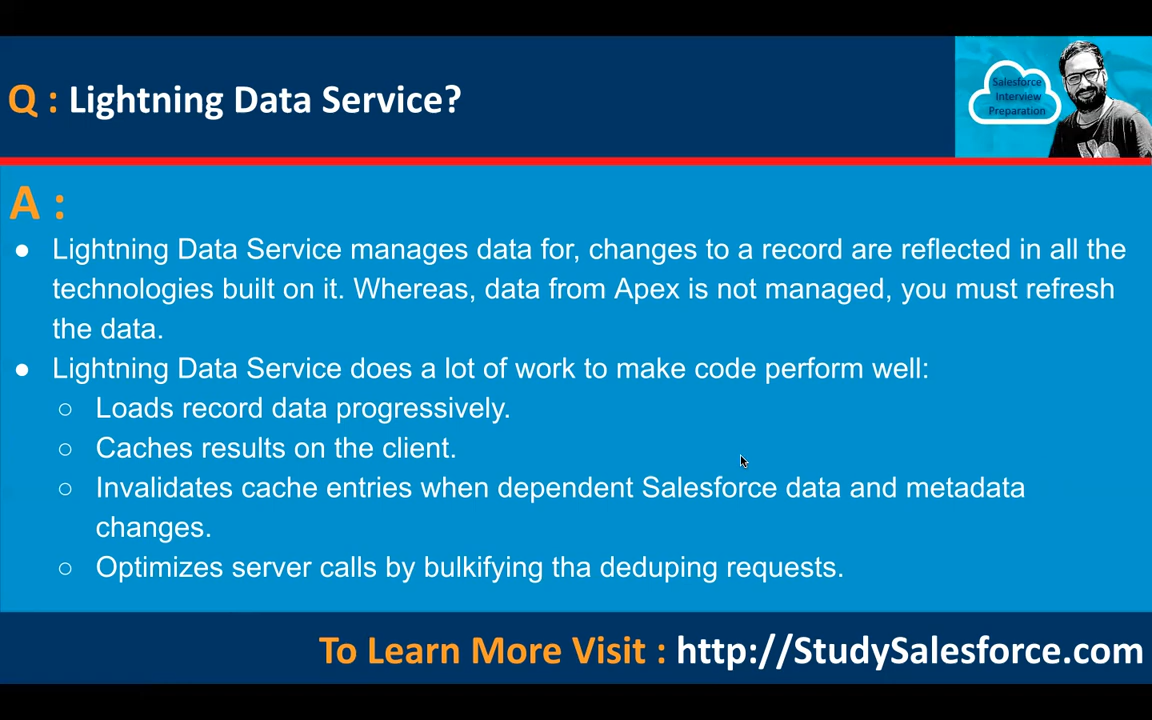 Q : Lightning Data Service?
Salesforce
Interview
Preparation
A :
● Lightning Data Service manages data for, changes to a record are reflected in all the
technologies built on it. Whereas, data from Apex is not managed, you must refresh
the data.
● Lightning Data Service does a lot of work to make code perform well:
○ Loads record data progressively.
○ Caches results on the client.
○ Invalidates cache entries when dependent Salesforce data and metadata
changes.
○ Optimizes server calls by bulkifying tha deduping requests.
To Learn More Visit : http://StudySalesforce.com